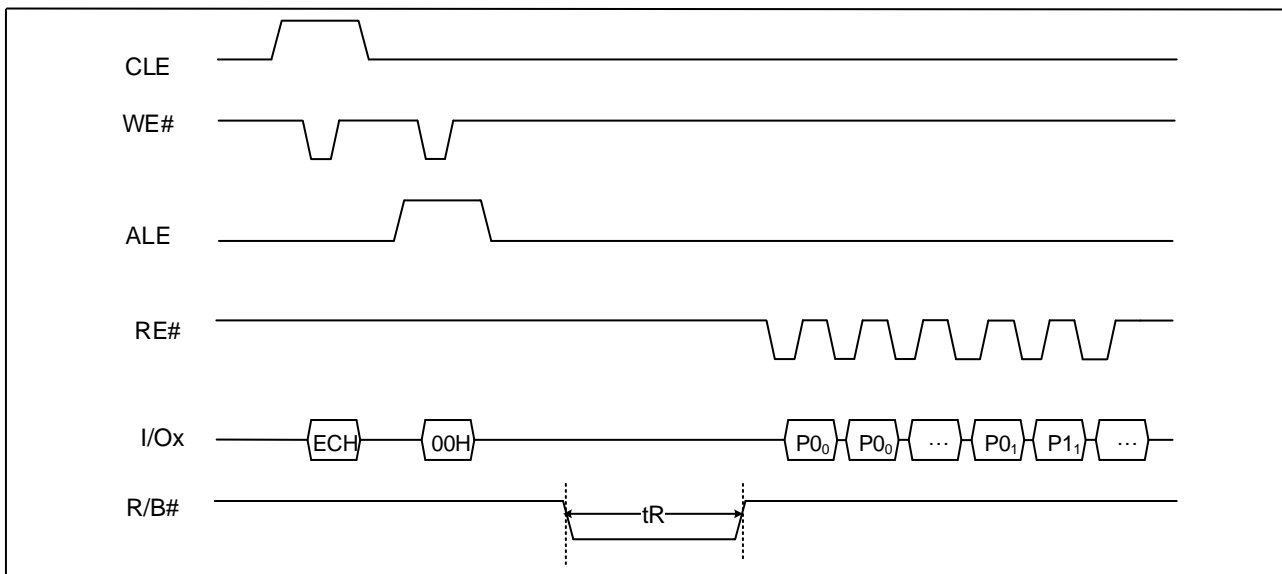 CLE
WE#
ALE
RE#
I/Ox ECH 00H P0₀ P0₀ ... P0₁ P1₁ ...
R/B# tR